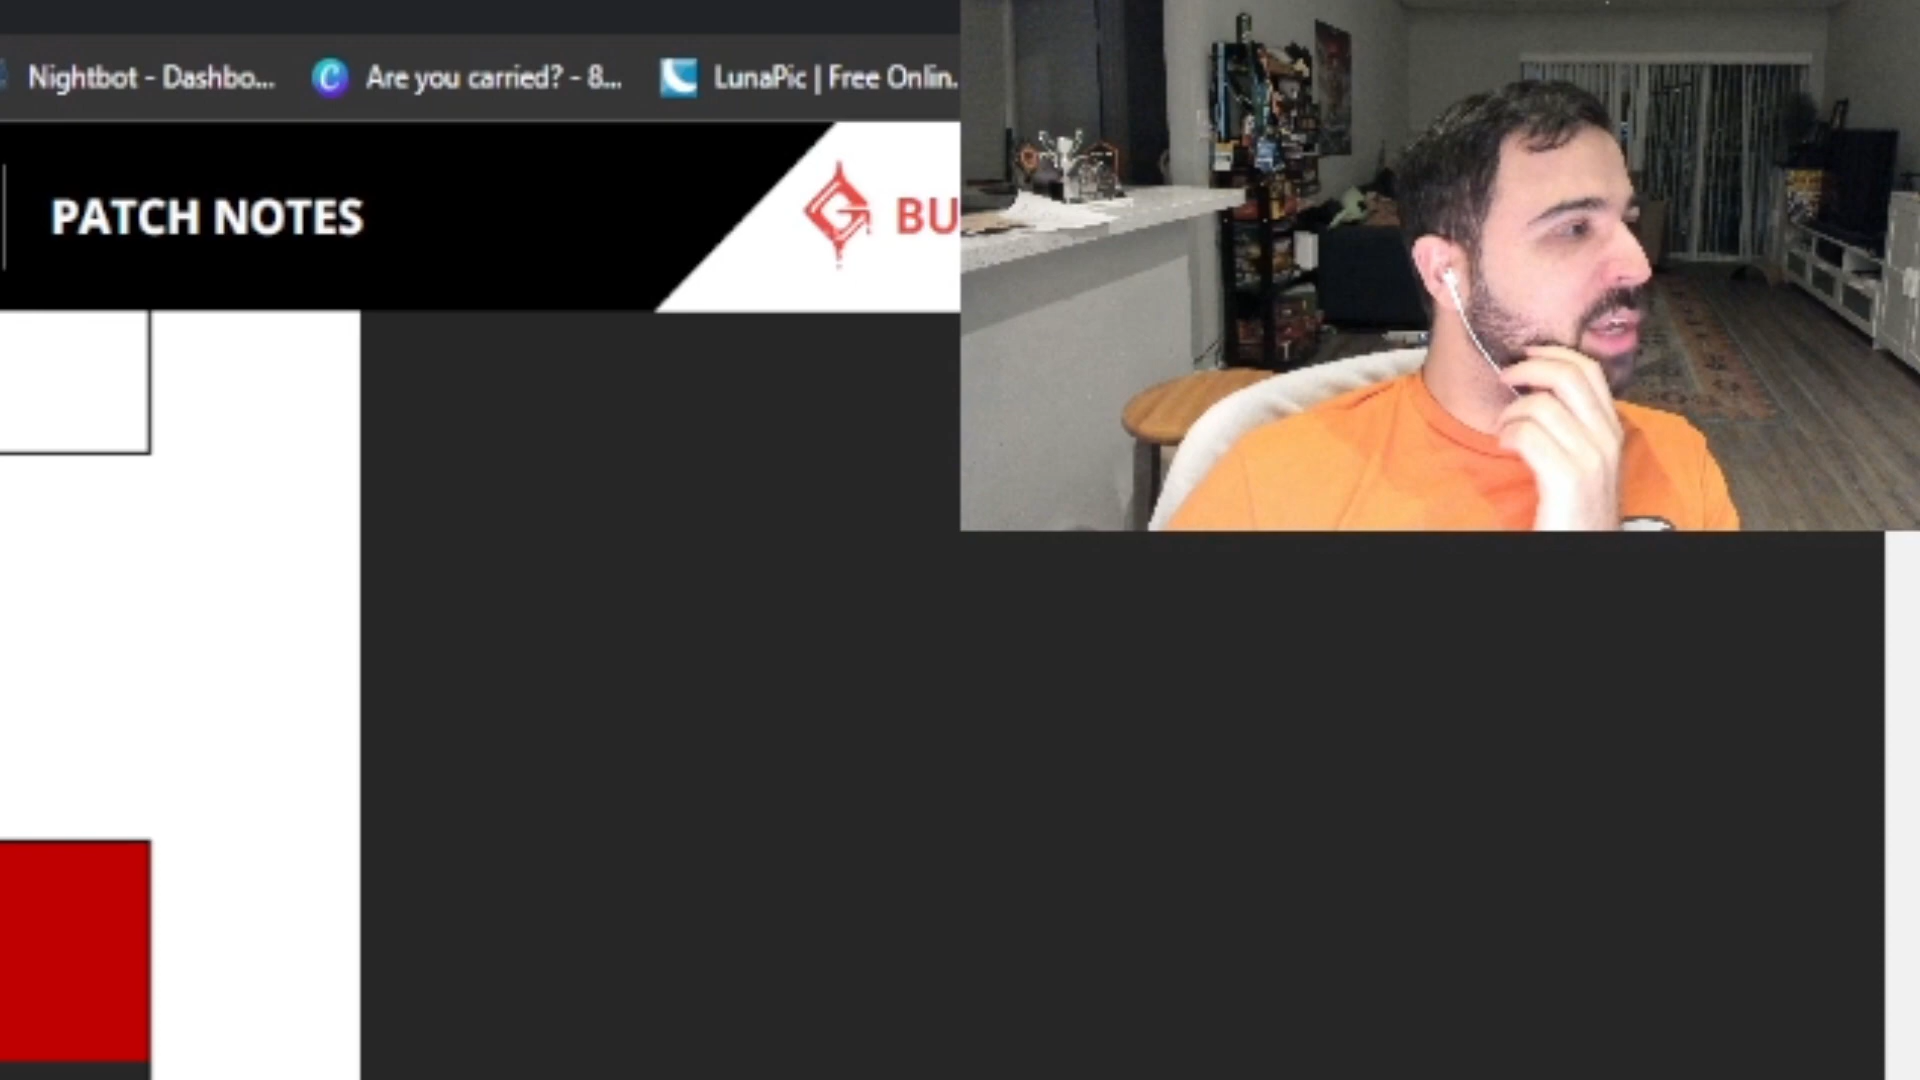 Nightbot - Dashbo... Are you carried? - 8... LunaPic | Free Onlin.
PATCH NOTES BU